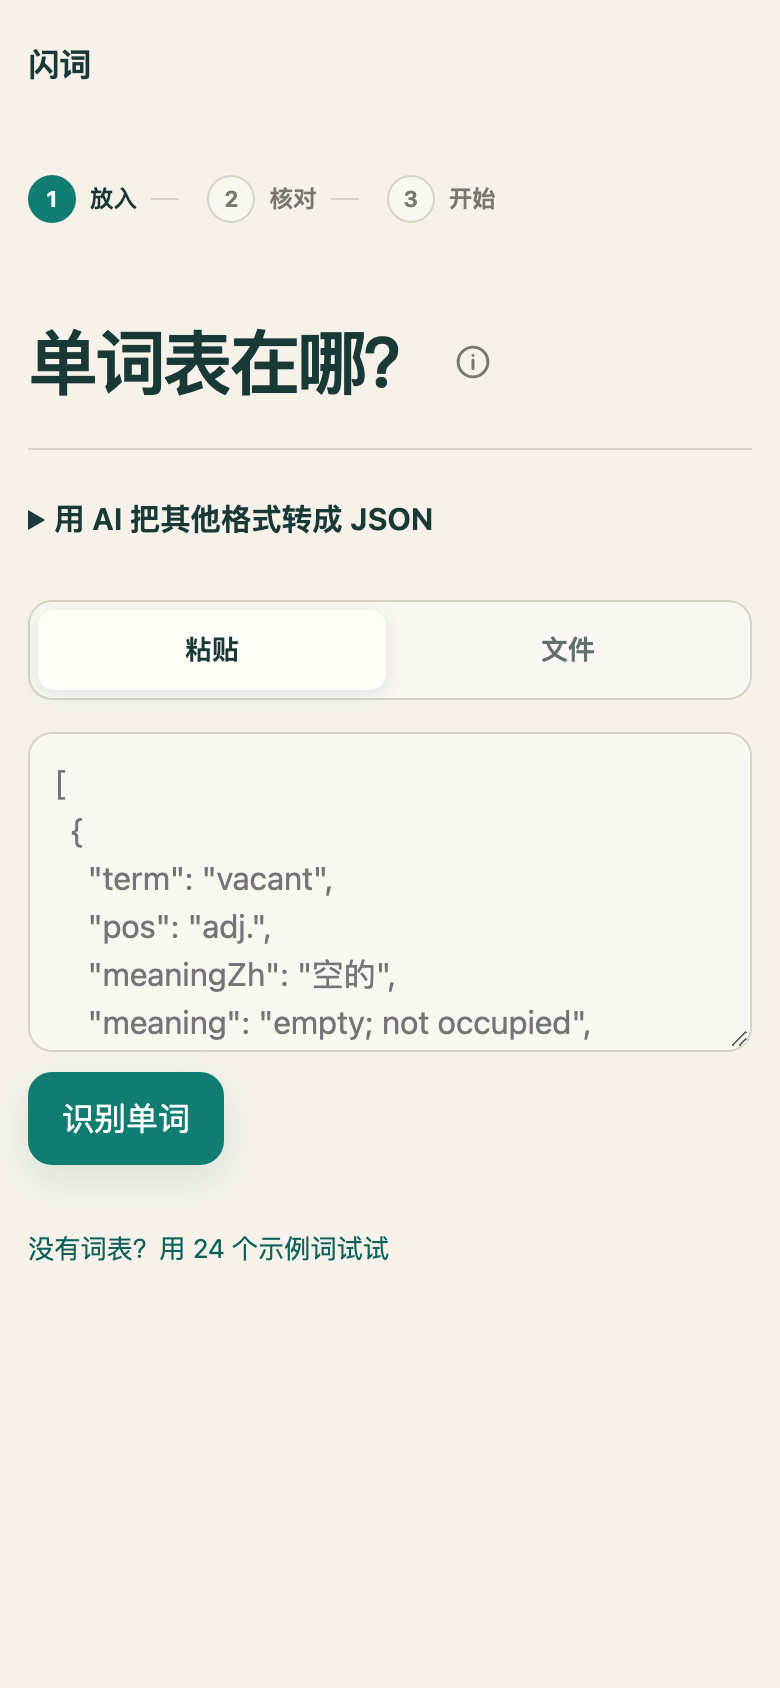 闪词
1 放入 2 核对 3 开始
单词表在哪?
用 AI 把其他格式转成 JSON
粘贴 文件
[
{
"term": "vacant",
"pos": "adj.",
"meaningZh": "空的",
"meaning": "empty; not occupied",
识别单词
没有词表? 用 24 个示例词试试